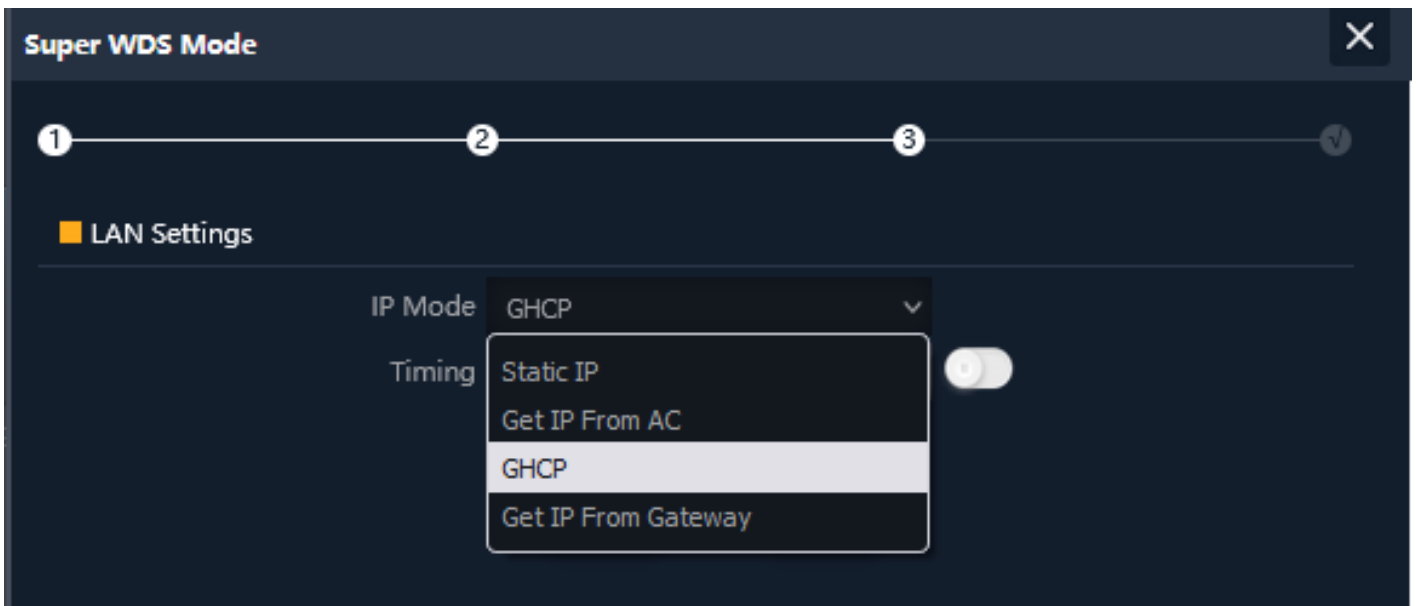 Super WDS Mode
1 2 3 √
LAN Settings
IP Mode GHCP
Timing
Static IP
Get IP From AC
GHCP
Get IP From Gateway